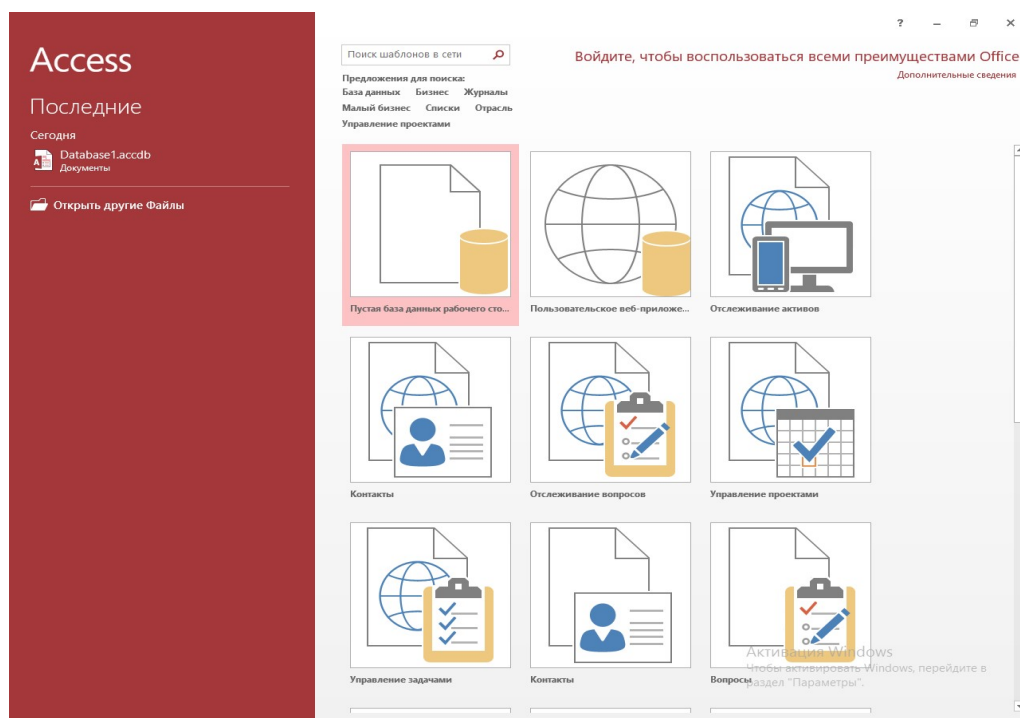 Access
Последние
Сегодня
Database1.accdb
Документы
Открыть другие Файлы
?
Поиск шаблонов в сети
Войдите, чтобы воспользоваться всеми преимуществами Office
Дополнительные сведения
Предложения для поиска:
База данных Бизнес Журналы
Малый бизнес Списки Отрасль
Управление проектами
Пустая база данных рабочего сто...
Пользовательское веб-приложе...
Отслеживание активов
Контакты
Отслеживание вопросов
Управление проектами
Управление задачами
Контакты
Вопросы
Активация Windows
Чтобы активировать Windows, перейдите в
раздел "Параметры".